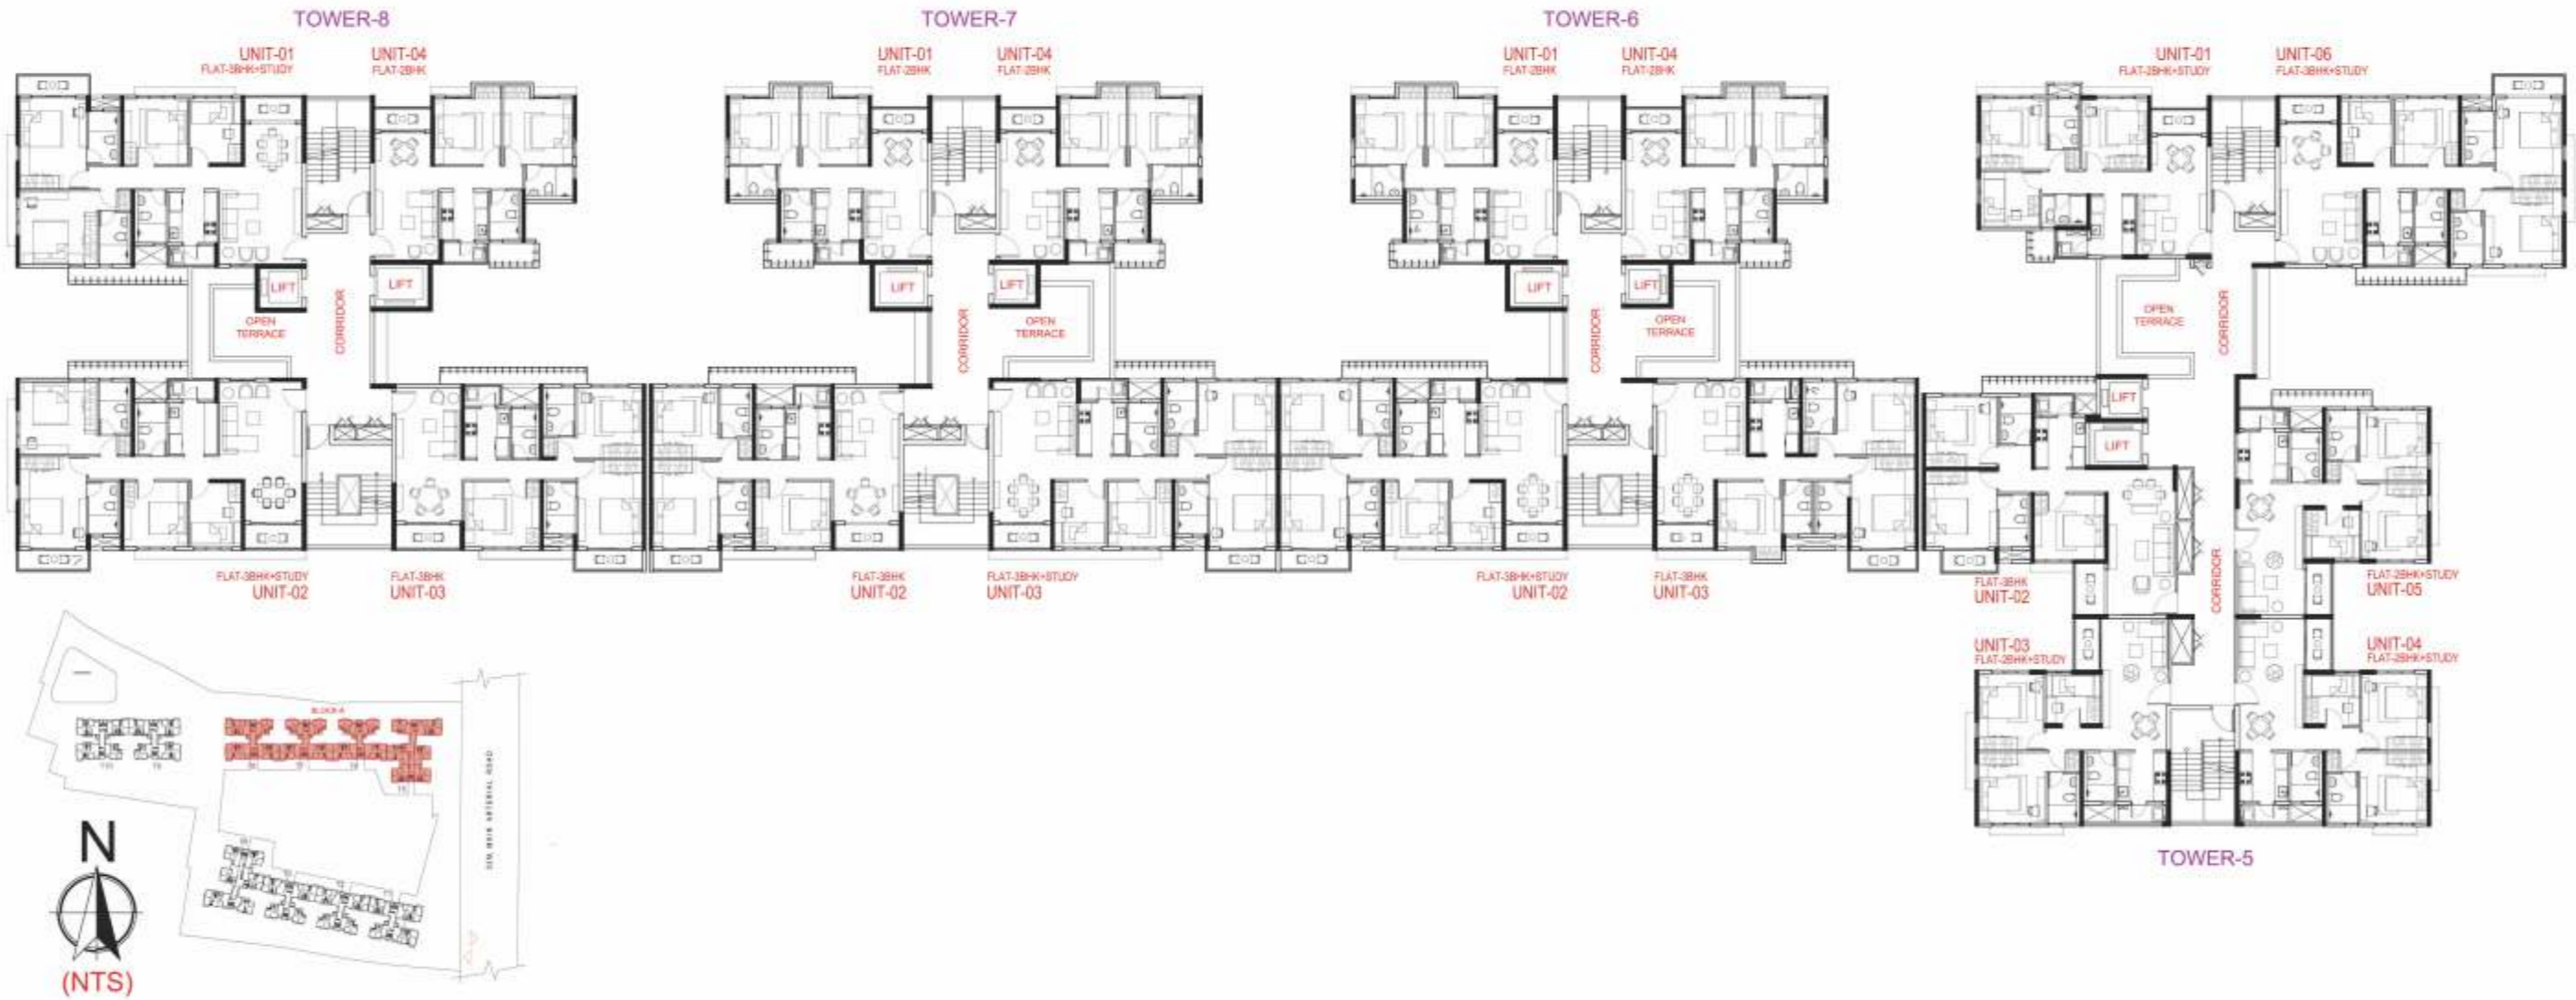 TOWER-8
TOWER-7
TOWER-6
UNIT-01
FLAT-3BHK+STUDY
UNIT-04
FLAT-2BHK
UNIT-01
FLAT-2BHK
UNIT-04
FLAT-2BHK
UNIT-01
FLAT-2BHK
UNIT-04
FLAT-2BHK
UNIT-01
FLAT-2BHK+STUDY
UNIT-06
FLAT-3BHK+STUDY
LIFT
LIFT
OPEN
TERRACE
CORRIDOR
LIFT
LIFT
OPEN
TERRACE
CORRIDOR
LIFT
LIFT
OPEN
TERRACE
CORRIDOR
OPEN
TERRACE
CORRIDOR
LIFT
LIFT
CORRIDOR
FLAT-3BHK+STUDY
UNIT-02
FLAT-3BHK
UNIT-03
FLAT-3BHK
UNIT-02
FLAT-3BHK+STUDY
UNIT-03
FLAT-3BHK+STUDY
UNIT-02
FLAT-3BHK
UNIT-03
FLAT-3BHK
UNIT-02
FLAT-2BHK+STUDY
UNIT-05
UNIT-03
FLAT-2BHK+STUDY
UNIT-04
FLAT-2BHK+STUDY
TOWER-5
N
(NTS)